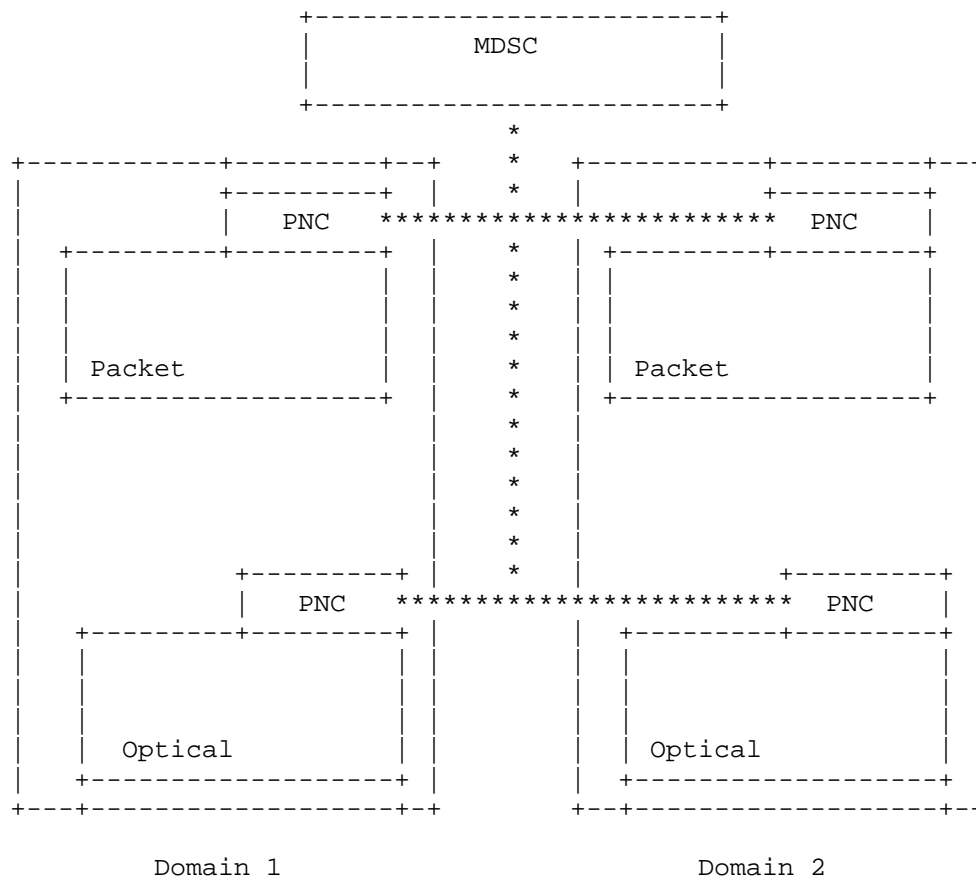 MDSC
PNC PNC
Packet Packet
PNC PNC
Optical Optical
Domain 1 Domain 2